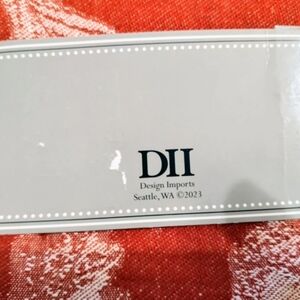 DII
Design Imports
Seattle, WA ©2023